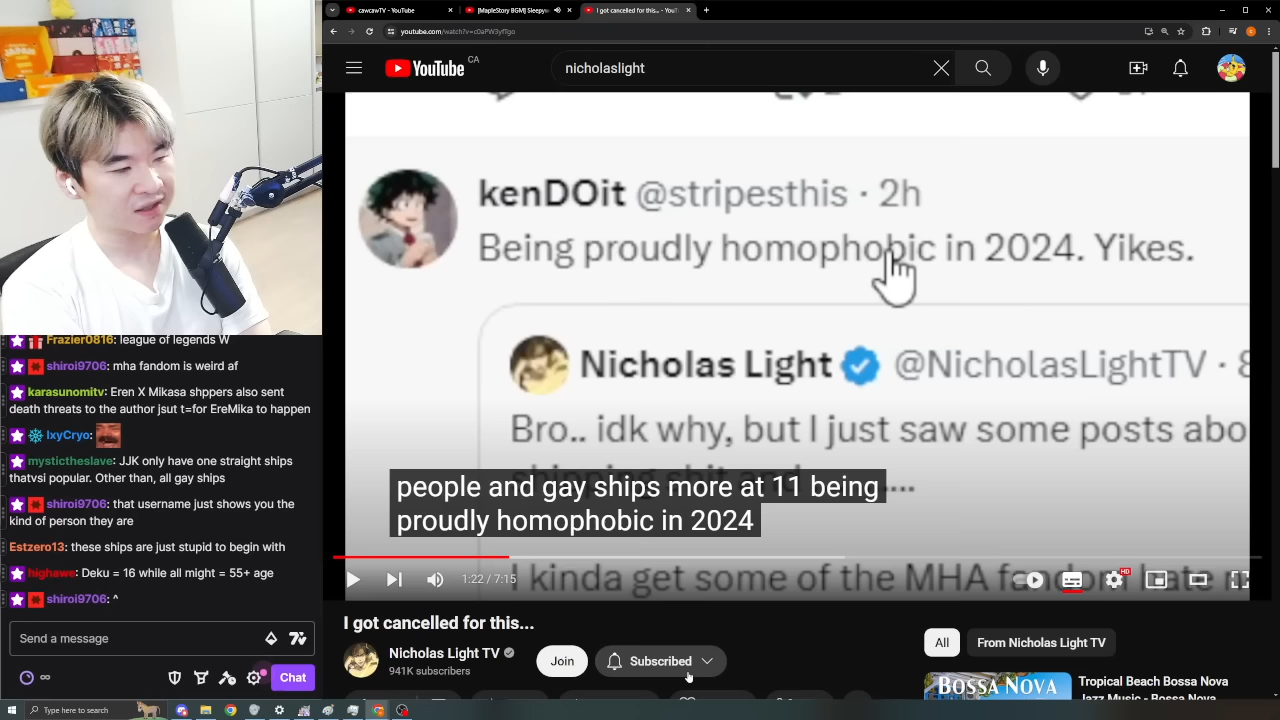 cawcawTV - YouTube
[MapleStory BGM] Sleepyw
I got cancelled for this... - YouT
youtube.com/watch?v=c0aPW3yfTgo
YouTube CA
nicholaslight
kenDOit @stripesthis · 2h
Being proudly homophobic in 2024. Yikes.
Nicholas Light @NicholasLightTV · 8
Bro.. idk why, but I just saw some posts abo
people and gay ships more at 11 being
proudly homophobic in 2024
I kinda get some of the MHA fandom hate
1:22 / 7:15
HD
I got cancelled for this...
Nicholas Light TV
941K subscribers
Join
Subscribed
All
From Nicholas Light TV
BOSSA NOVA
Tropical Beach Bossa Nova
Jazz Music - Bossa Nova
Frazier0816: league of legends W
shiroi9706: mha fandom is weird af
karasunomitv: Eren X Mikasa shppers also sent
death threats to the author jsut t=for EreMika to happen
IxyCryo:
mystictheslave: JJK only have one straight ships
thatvsl popular. Other than, all gay ships
shiroi9706: that username just shows you the
kind of person they are
Estzero13: these ships are just stupid to begin with
highawe: Deku = 16 while all might = 55+ age
shiroi9706: ^
Send a message
Chat
Type here to search